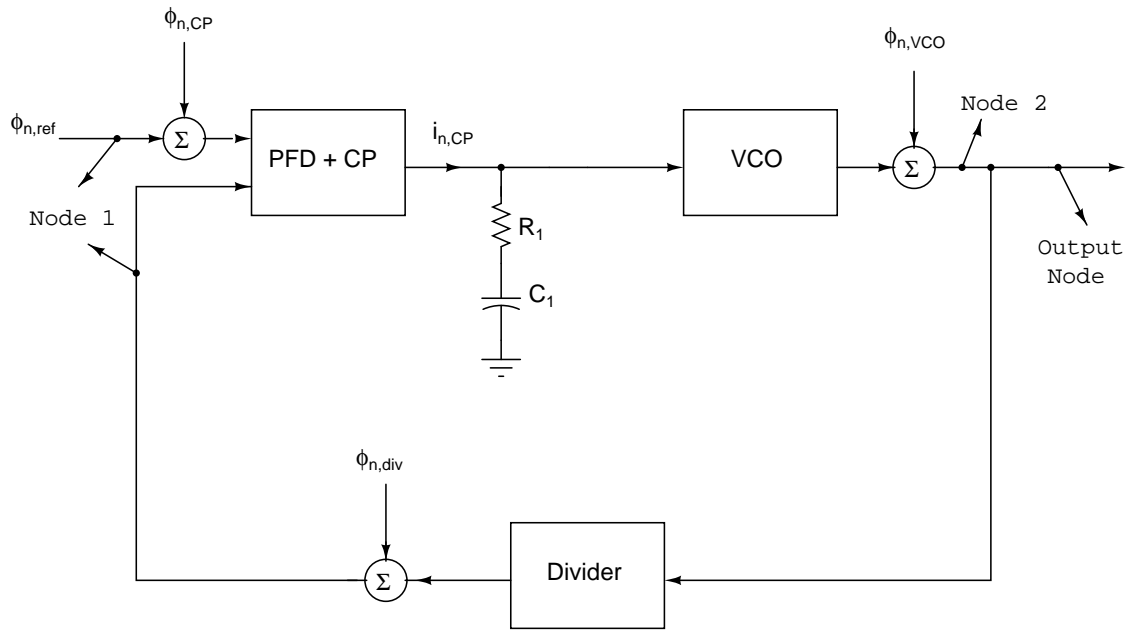 ϕn,CP
ϕn,VCO
ϕn,ref
Σ
PFD + CP
in,CP
VCO
Σ
Node 2
Node 1
R1
C1
Output
Node
ϕn,div
Σ
Divider